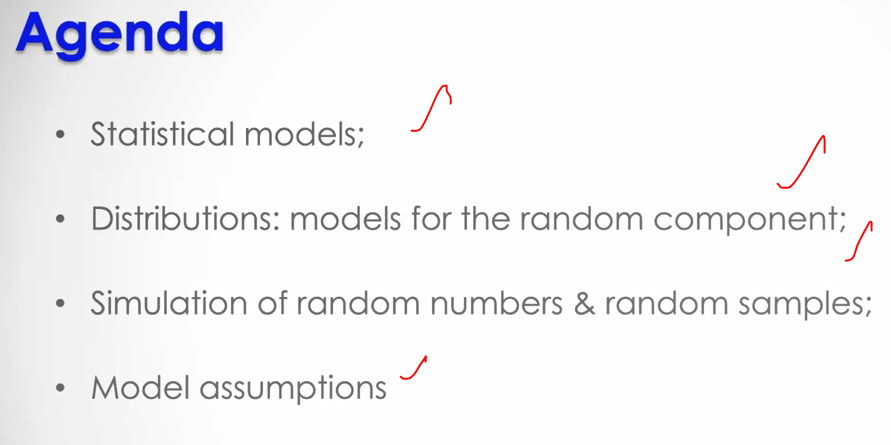 Agenda
• Statistical models;
• Distributions: models for the random component;
• Simulation of random numbers & random samples;
• Model assumptions